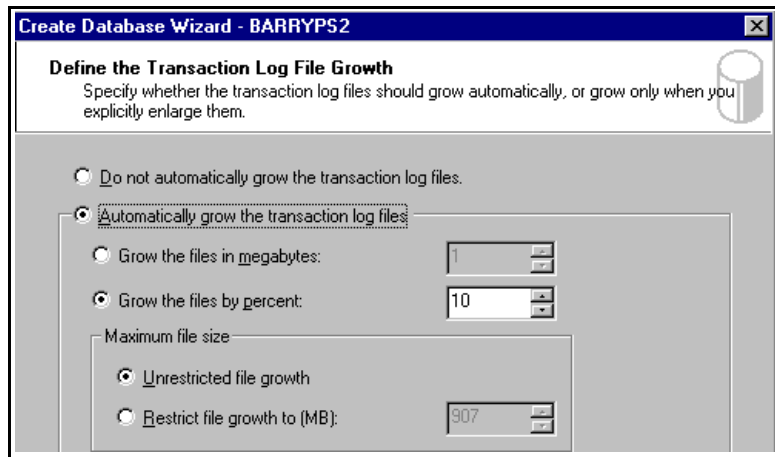 Create Database Wizard - BARRYPS2
Define the Transaction Log File Growth
Specify whether the transaction log files should grow automatically, or grow only when you
explicitly enlarge them.
Do not automatically grow the transaction log files.
Automatically grow the transaction log files
Grow the files in megabytes: 1
Grow the files by percent: 10
Maximum file size
Unrestricted file growth
Restrict file growth to (MB): 907